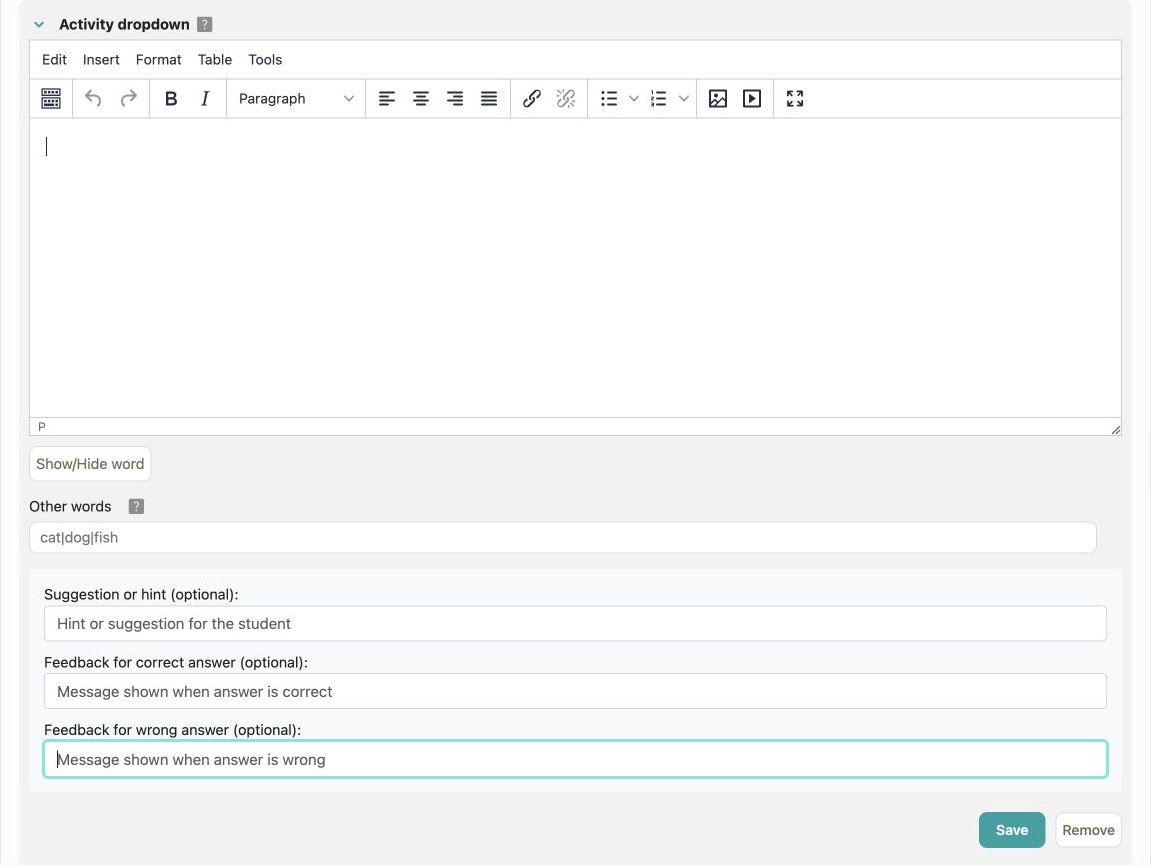 Activity dropdown ?
Edit Insert Format Table Tools
B I Paragraph
P
Show/Hide word
Other words ?
cat|dog|fish
Suggestion or hint (optional):
Hint or suggestion for the student
Feedback for correct answer (optional):
Message shown when answer is correct
Feedback for wrong answer (optional):
Message shown when answer is wrong
Save Remove